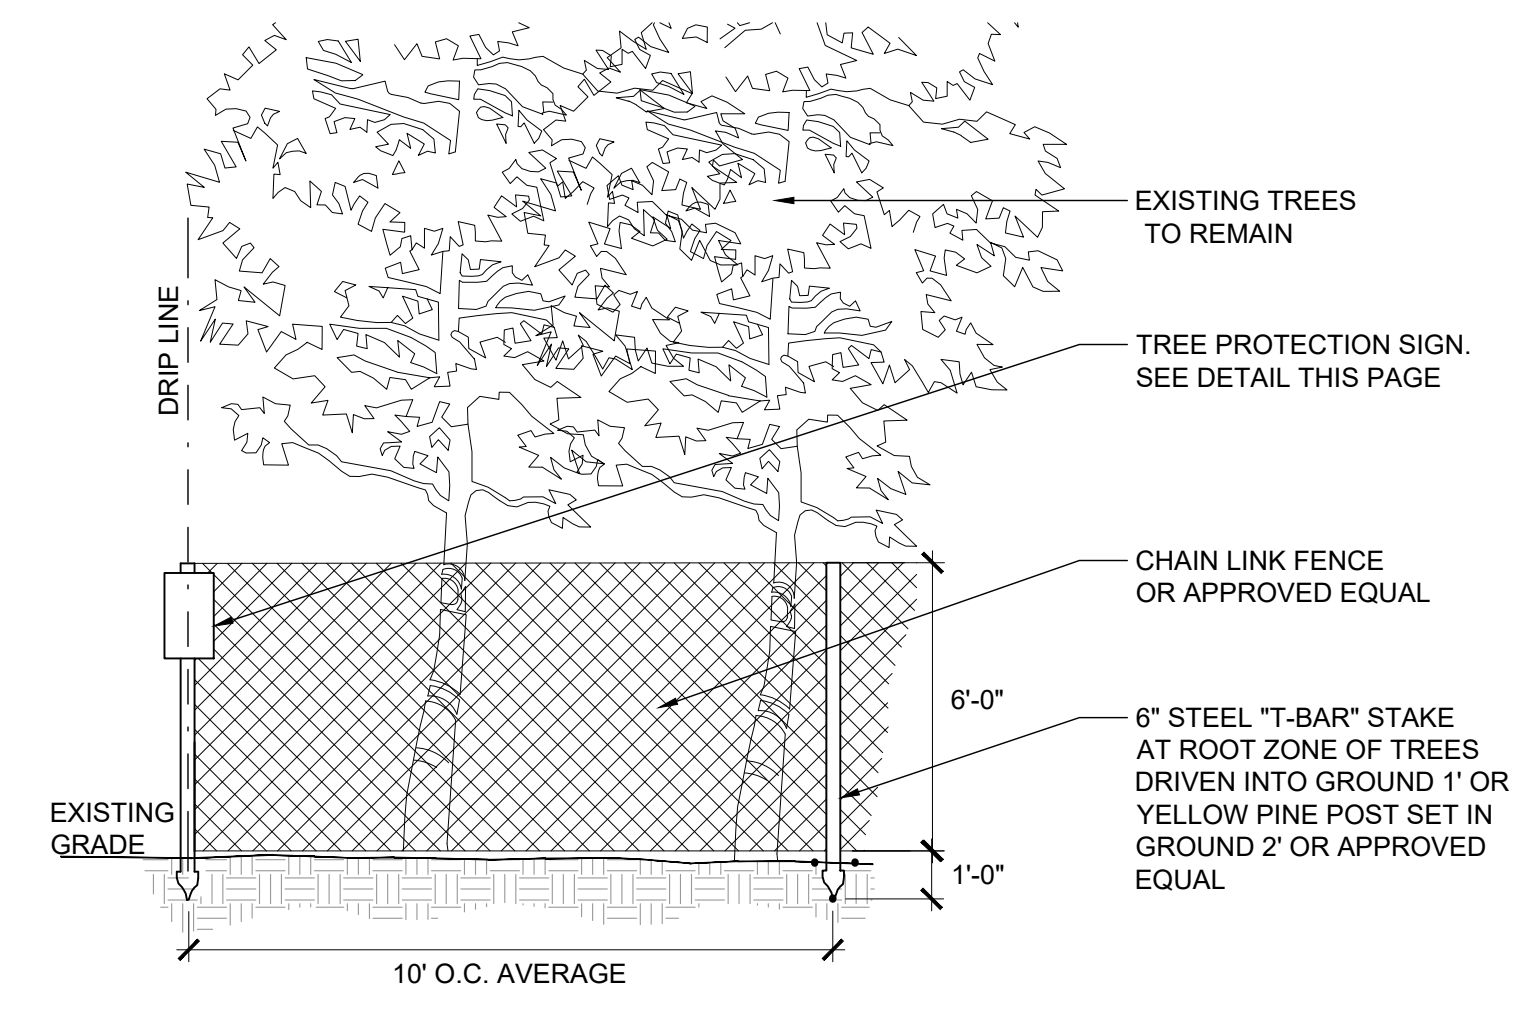 EXISTING TREES
TO REMAIN
DRIP LINE
TREE PROTECTION SIGN.
SEE DETAIL THIS PAGE
CHAIN LINK FENCE
OR APPROVED EQUAL
6'-0"
6" STEEL "T-BAR" STAKE
AT ROOT ZONE OF TREES
DRIVEN INTO GROUND 1' OR
YELLOW PINE POST SET IN
GROUND 2' OR APPROVED
EQUAL
EXISTING
GRADE
1'-0"
10' O.C. AVERAGE